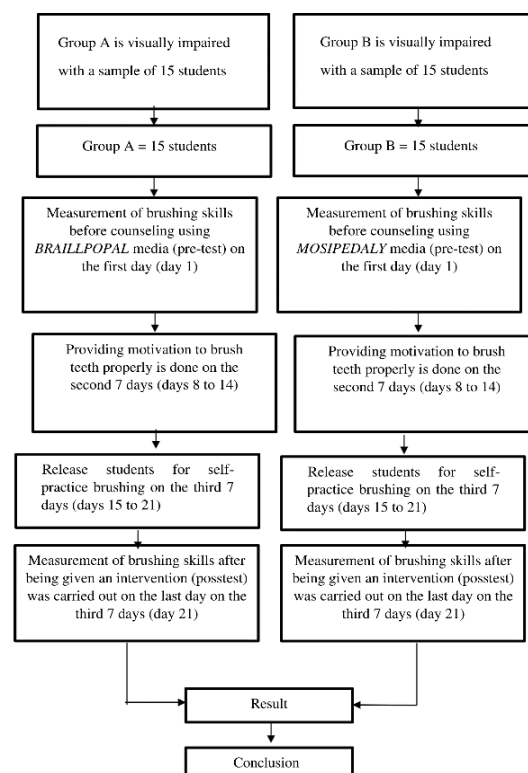 Group A is visually impaired
with a sample of 15 students
Group B is visually impaired
with a sample of 15 students
Group A = 15 students
Group B = 15 students
Measurement of brushing skills
before counseling using
BRAILLPOPAL media (pre-test) on
the first day (day 1)
Measurement of brushing skills
before counseling using
MOSIPEDALY media (pre-test) on
the first day (day 1)
Providing motivation to brush
teeth properly is done on the
second 7 days (days 8 to 14)
Providing motivation to brush
teeth properly is done on the
second 7 days (days 8 to 14)
Release students for self-
practice brushing on the third 7
days (days 15 to 21)
Release students for self-
practice brushing on the third 7
days (days 15 to 21)
Measurement of brushing skills after
being given an intervention (posstest)
was carried out on the last day on the
third 7 days (day 21)
Measurement of brushing skills after
being given an intervention (posstest)
was carried out on the last day on the
third 7 days (day 21)
Result
Conclusion